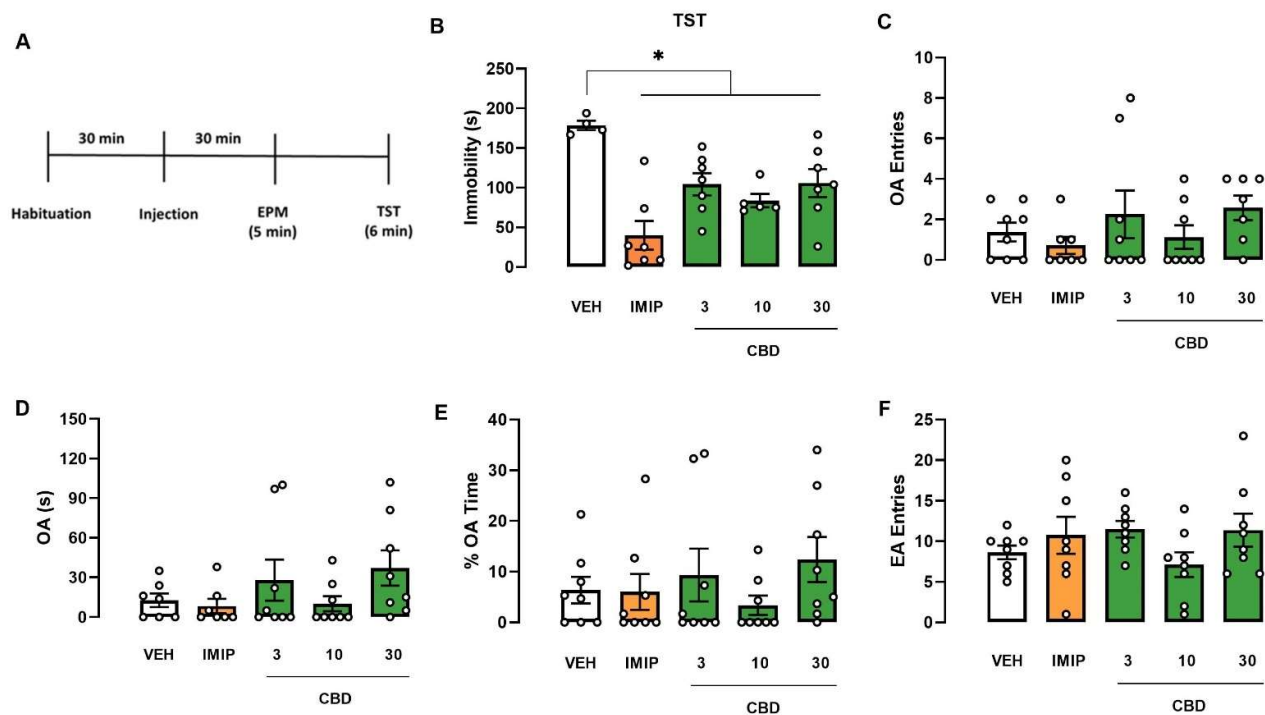 A
30 min 30 min
Habituation Injection EPM TST
(5 min) (6 min)
B
TST
*
Immobility (s)
250
200
150
100
50
0
VEH IMIP 3 10 30
CBD
C
OA Entries
10
8
6
4
2
0
VEH IMIP 3 10 30
CBD
D
OA (s)
150
120
90
60
30
0
VEH IMIP 3 10 30
CBD
E
% OA Time
40
30
20
10
0
VEH IMIP 3 10 30
CBD
F
EA Entries
25
20
15
10
5
0
VEH IMIP 3 10 30
CBD